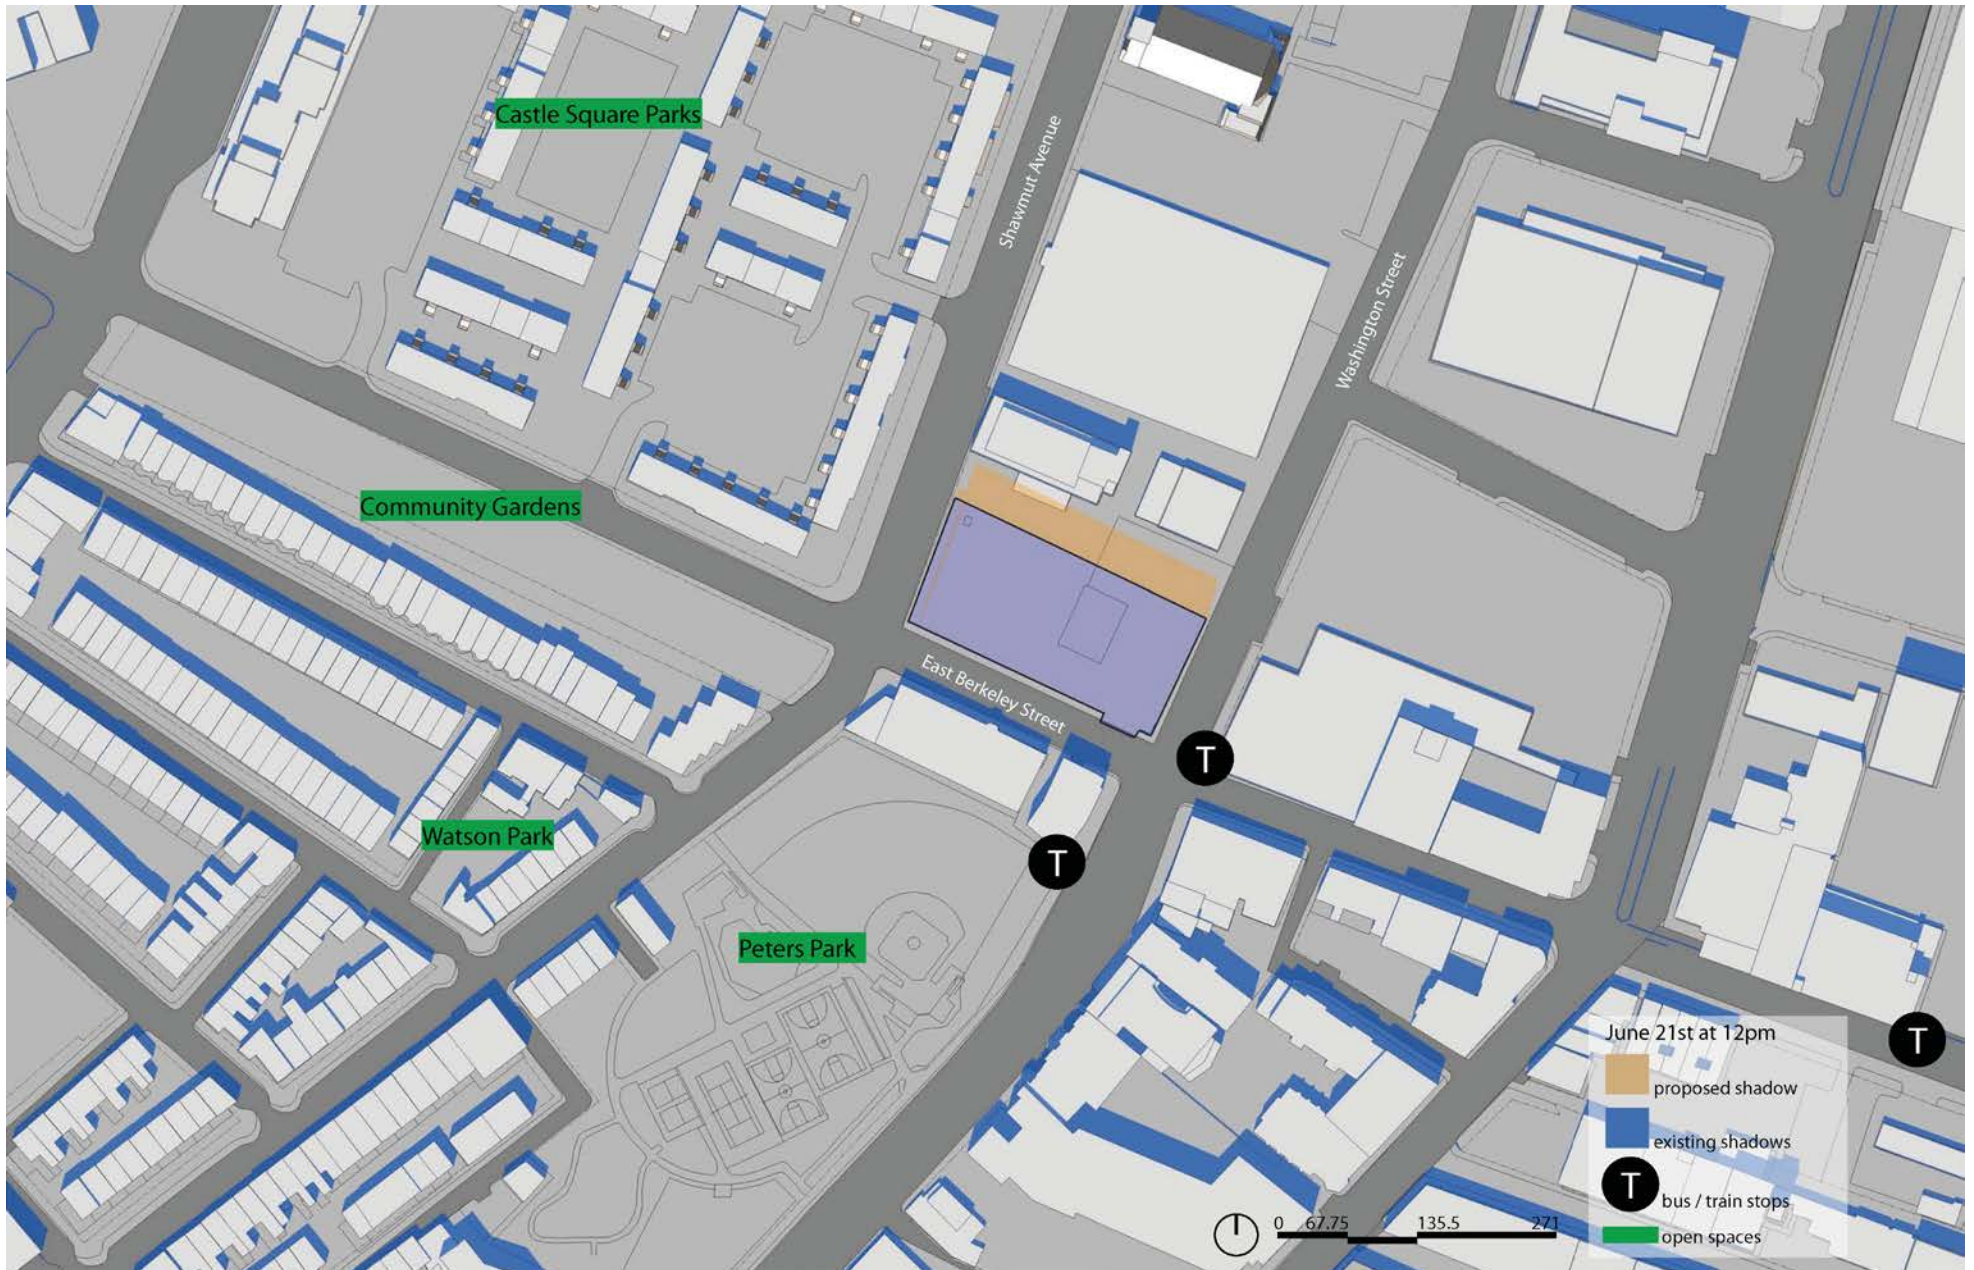 Castle Square Parks
Shawmut Avenue
Washington Street
Community Gardens
East Berkeley Street
T
Watson Park
T
Peters Park
T
June 21st at 12pm
proposed shadow
existing shadows
T
bus / train stops
open spaces
0 67.75 135.5 271